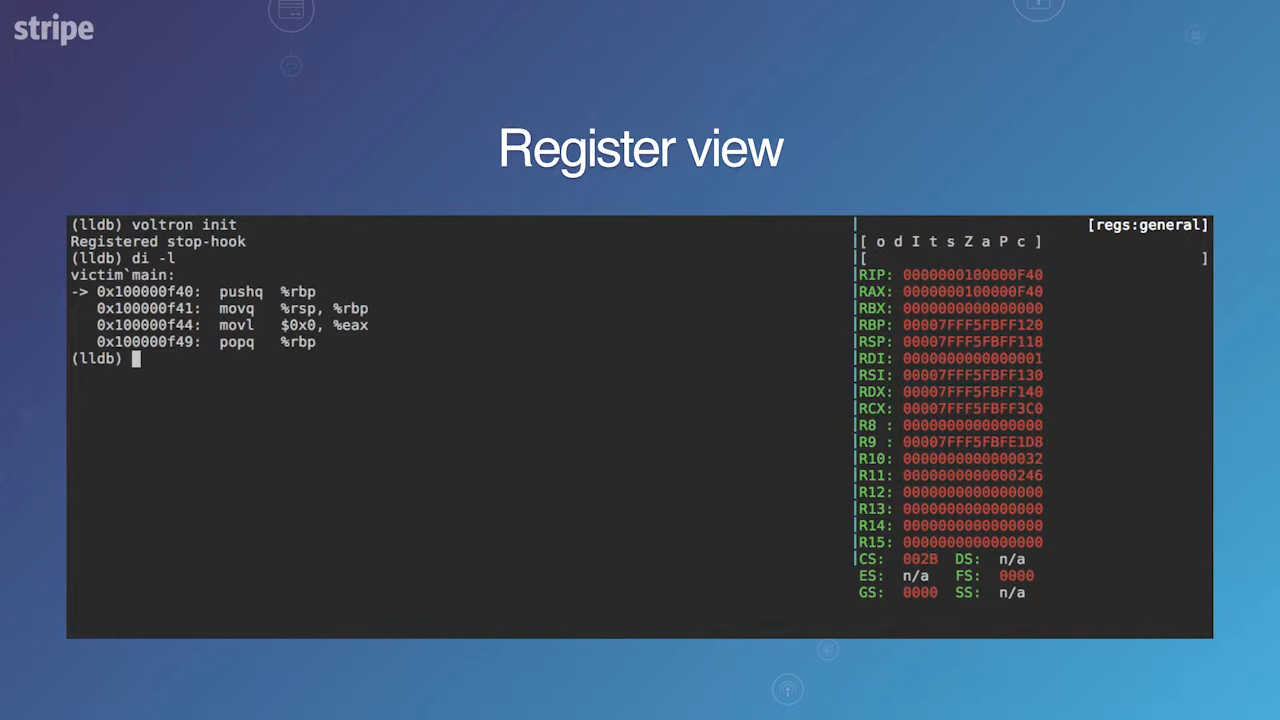 stripe
Register view
(lldb) voltron init
Registered stop-hook
(lldb) di -l
victim`main:
-> 0x100000f40:  pushq  %rbp
   0x100000f41:  movq   %rsp, %rbp
   0x100000f44:  movl   $0x0, %eax
   0x100000f49:  popq   %rbp
(lldb)
[regs:general]
[ o d I t s Z a P c ]
[ ]
RIP: 0000000100000F40
RAX: 0000000100000F40
RBX: 0000000000000000
RBP: 00007FFF5FBFF120
RSP: 00007FFF5FBFF118
RDI: 0000000000000001
RSI: 00007FFF5FBFF130
RDX: 00007FFF5FBFF140
RCX: 00007FFF5FBFF3C0
R8 : 0000000000000000
R9 : 00007FFF5FBFE1D8
R10: 0000000000000032
R11: 0000000000000246
R12: 0000000000000000
R13: 0000000000000000
R14: 0000000000000000
R15: 0000000000000000
CS: 002B DS: n/a
ES: n/a FS: 0000
GS: 0000 SS: n/a